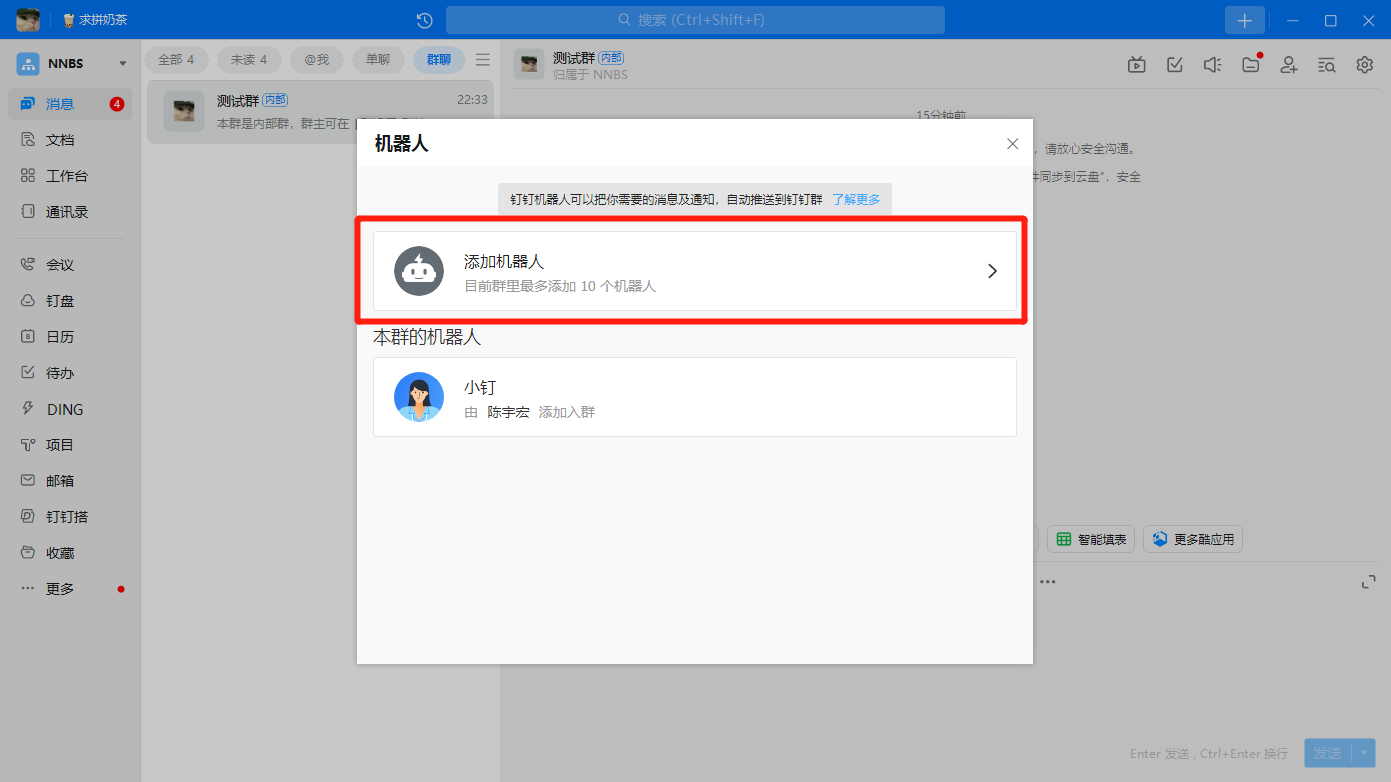 求拼奶茶
搜索 (Ctrl+Shift+F)
NNBS
消息
4
文档
工作台
通讯录
会议
钉盘
8
日历
待办
DING
项目
邮箱
钉钉搭
收藏
更多
全部 4
未读 4
@我
单聊
群聊
测试群 内部
22:33
本群是内部群，群主可在
测试群 内部
归属于 NNBS
15分钟前
，请放心安全沟通。
件同步到云盘"，安全
机器人
钉钉机器人可以把你需要的消息及通知，自动推送到钉钉群 了解更多
添加机器人
目前群里最多添加 10 个机器人
本群的机器人
小钉
由 陈宇宏 添加入群
智能填表
更多酷应用
Enter 发送 , Ctrl+Enter 换行
发送